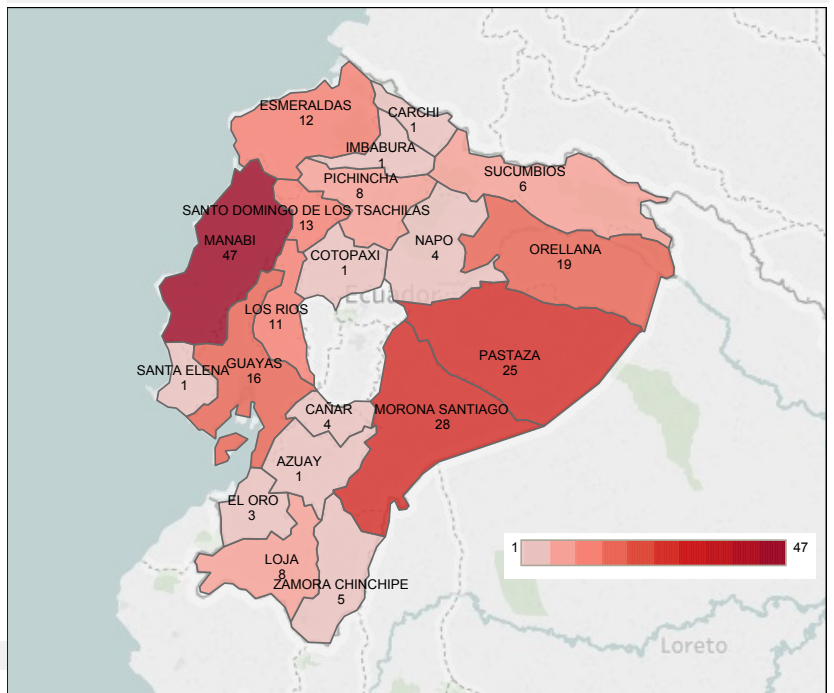 ESMERALDAS
12
CARCHI
1
IMBABURA
1
PICHINCHA
8
SUCUMBIOS
6
SANTO DOMINGO DE LOS TSACHILAS
13
MANABI
47
NAPO
4
ORELLANA
19
COTOPAXI
1
Ecuador
LOS RIOS
11
PASTAZA
25
SANTA ELENA
1
GUAYAS
16
CAÑAR
4
MORONA SANTIAGO
28
AZUAY
1
EL ORO
3
1
47
LOJA
8
ZAMORA CHINCHIPE
5
Loreto